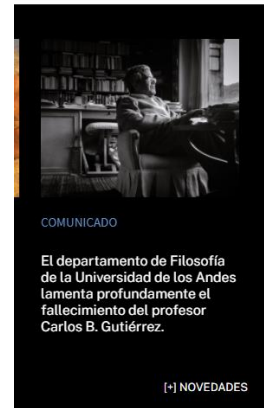 COMUNICADO
El departamento de Filosofía
de la Universidad de los Andes
lamenta profundamente el
fallecimiento del profesor
Carlos B. Gutiérrez.
[+] NOVEDADES